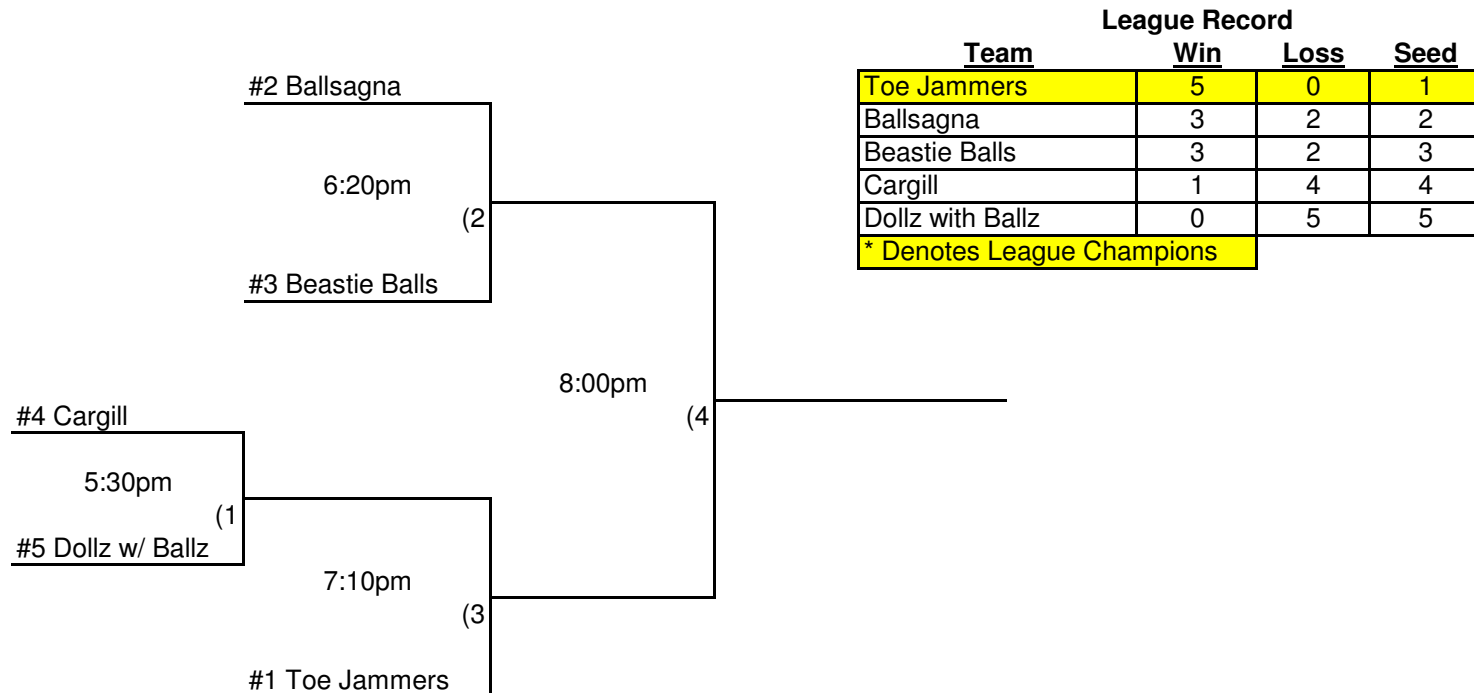 League Record
Team Win Loss Seed
Toe Jammers 5 0 1
Ballsagna 3 2 2
Beastie Balls 3 2 3
Cargill 1 4 4
Dollz with Ballz 0 5 5
* Denotes League Champions
#2 Ballsagna
6:20pm
(2
#3 Beastie Balls
8:00pm
(4
#4 Cargill
5:30pm
(1
#5 Dollz w/ Ballz
7:10pm
(3
#1 Toe Jammers